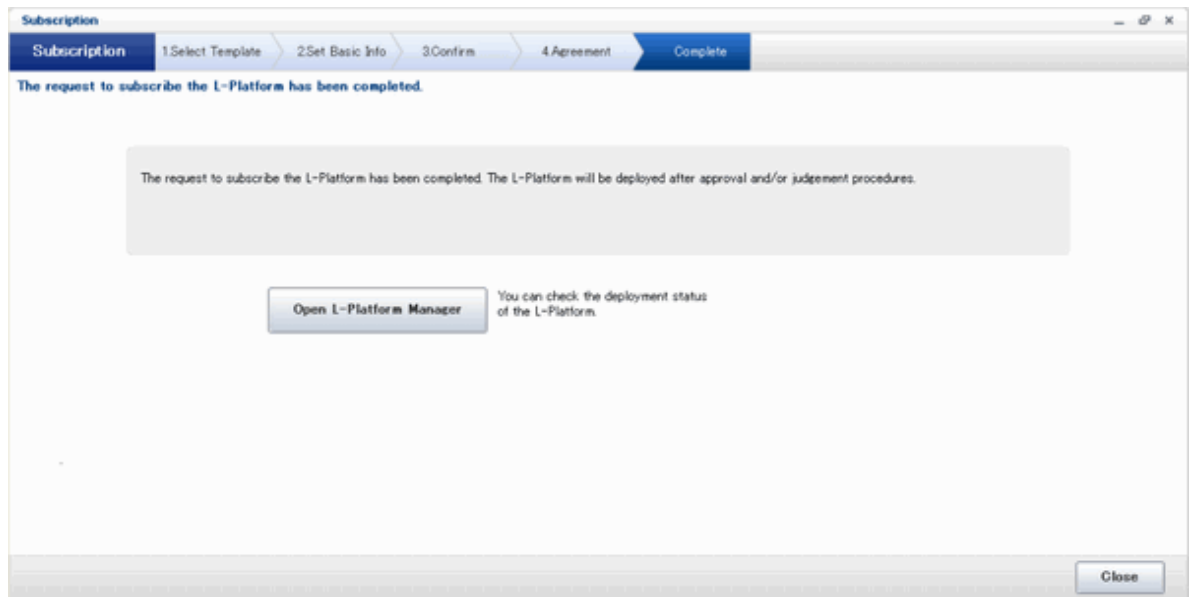 Subscription
Subscription 1.Select Template 2.Set Basic Info 3.Confirm 4.Agreement Complete
The request to subscribe the L-Platform has been completed.
The request to subscribe the L-Platform has been completed. The L-Platform will be deployed after approval and/or judgement procedures.
Open L-Platform Manager
You can check the deployment status
of the L-Platform.
Close